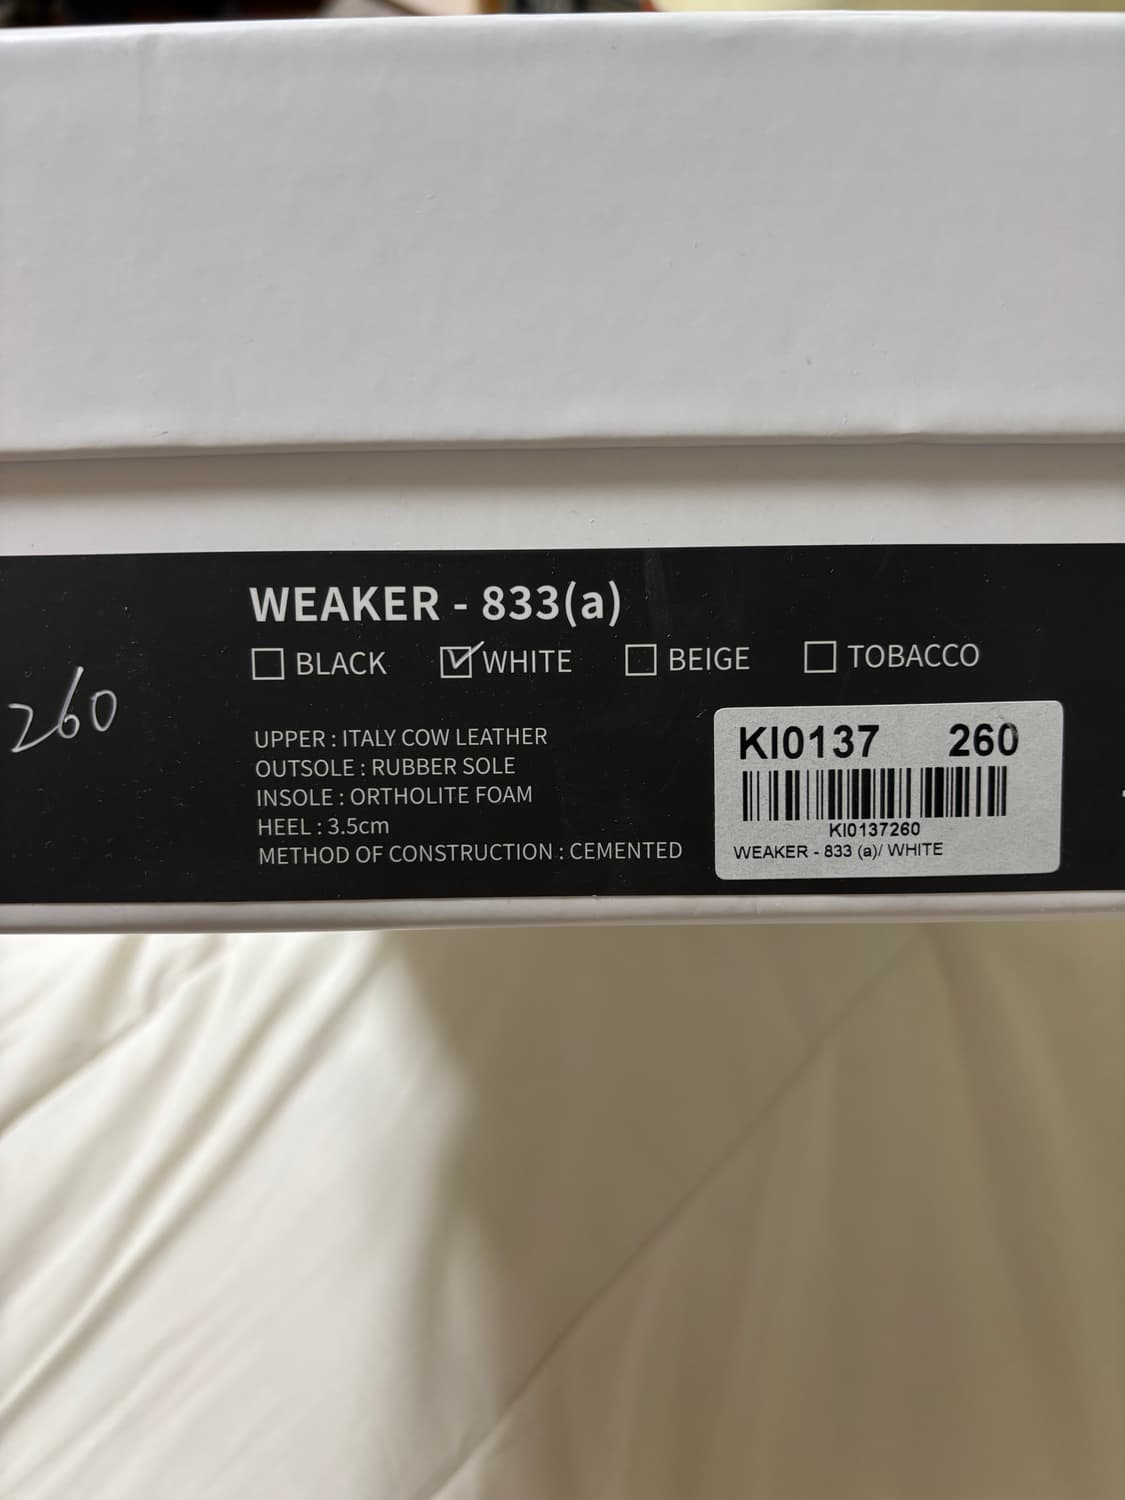 WEAKER - 833(a)
BLACK WHITE BEIGE TOBACCO
260
UPPER : ITALY COW LEATHER
OUTSOLE : RUBBER SOLE
INSOLE : ORTHOLITE FOAM
HEEL : 3.5cm
METHOD OF CONSTRUCTION : CEMENTED
KI0137 260
KI0137260
WEAKER - 833 (a)/ WHITE